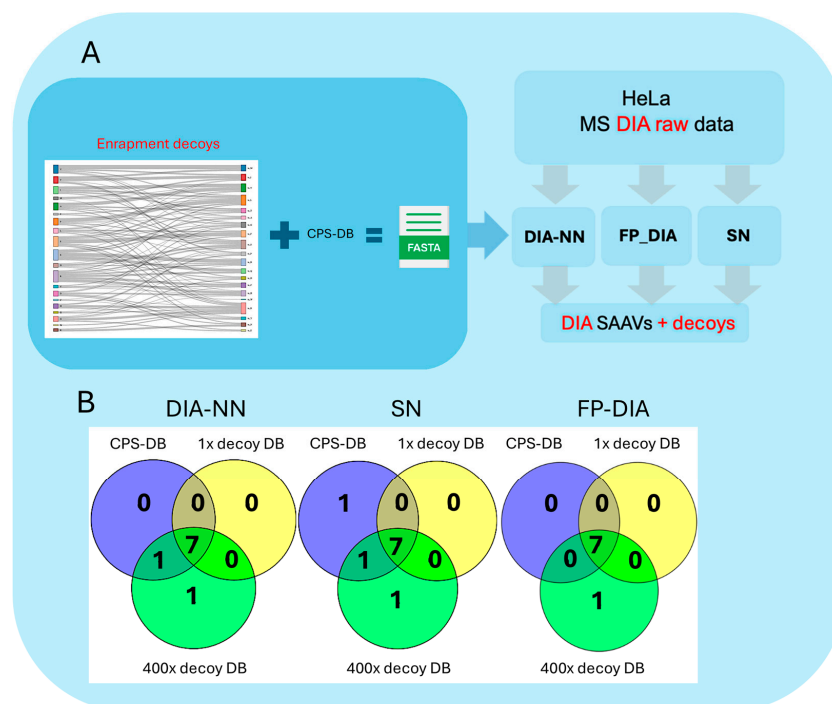 A
Enrapment decoys
CPS-DB
FASTA
HeLa
MS DIA raw data
DIA-NN
FP_DIA
SN
DIA SAAVs + decoys
B
DIA-NN
SN
FP-DIA
CPS-DB
1x decoy DB
CPS-DB
1x decoy DB
CPS-DB
1x decoy DB
0
0
0
7
1
0
1
1
0
0
7
1
0
1
0
0
0
7
0
0
1
400x decoy DB
400x decoy DB
400x decoy DB